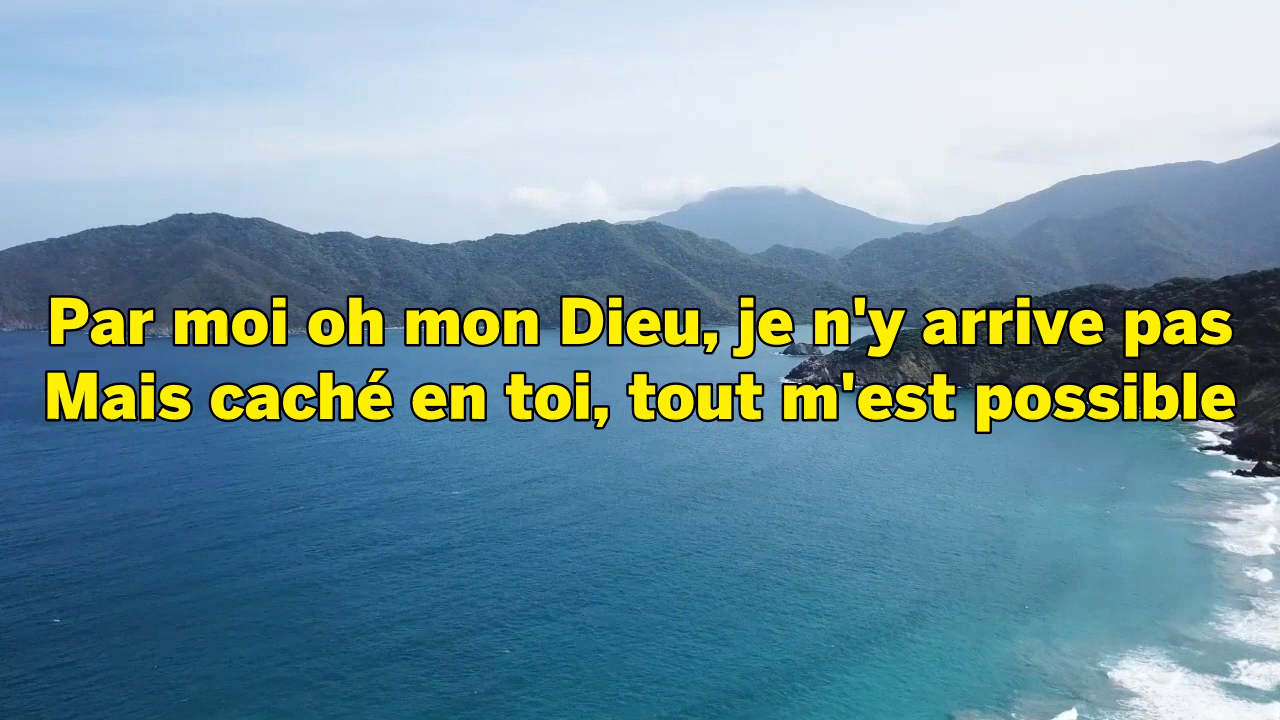 Par moi oh mon Dieu, je n'y arrive pas
Mais caché en toi, tout m'est possible